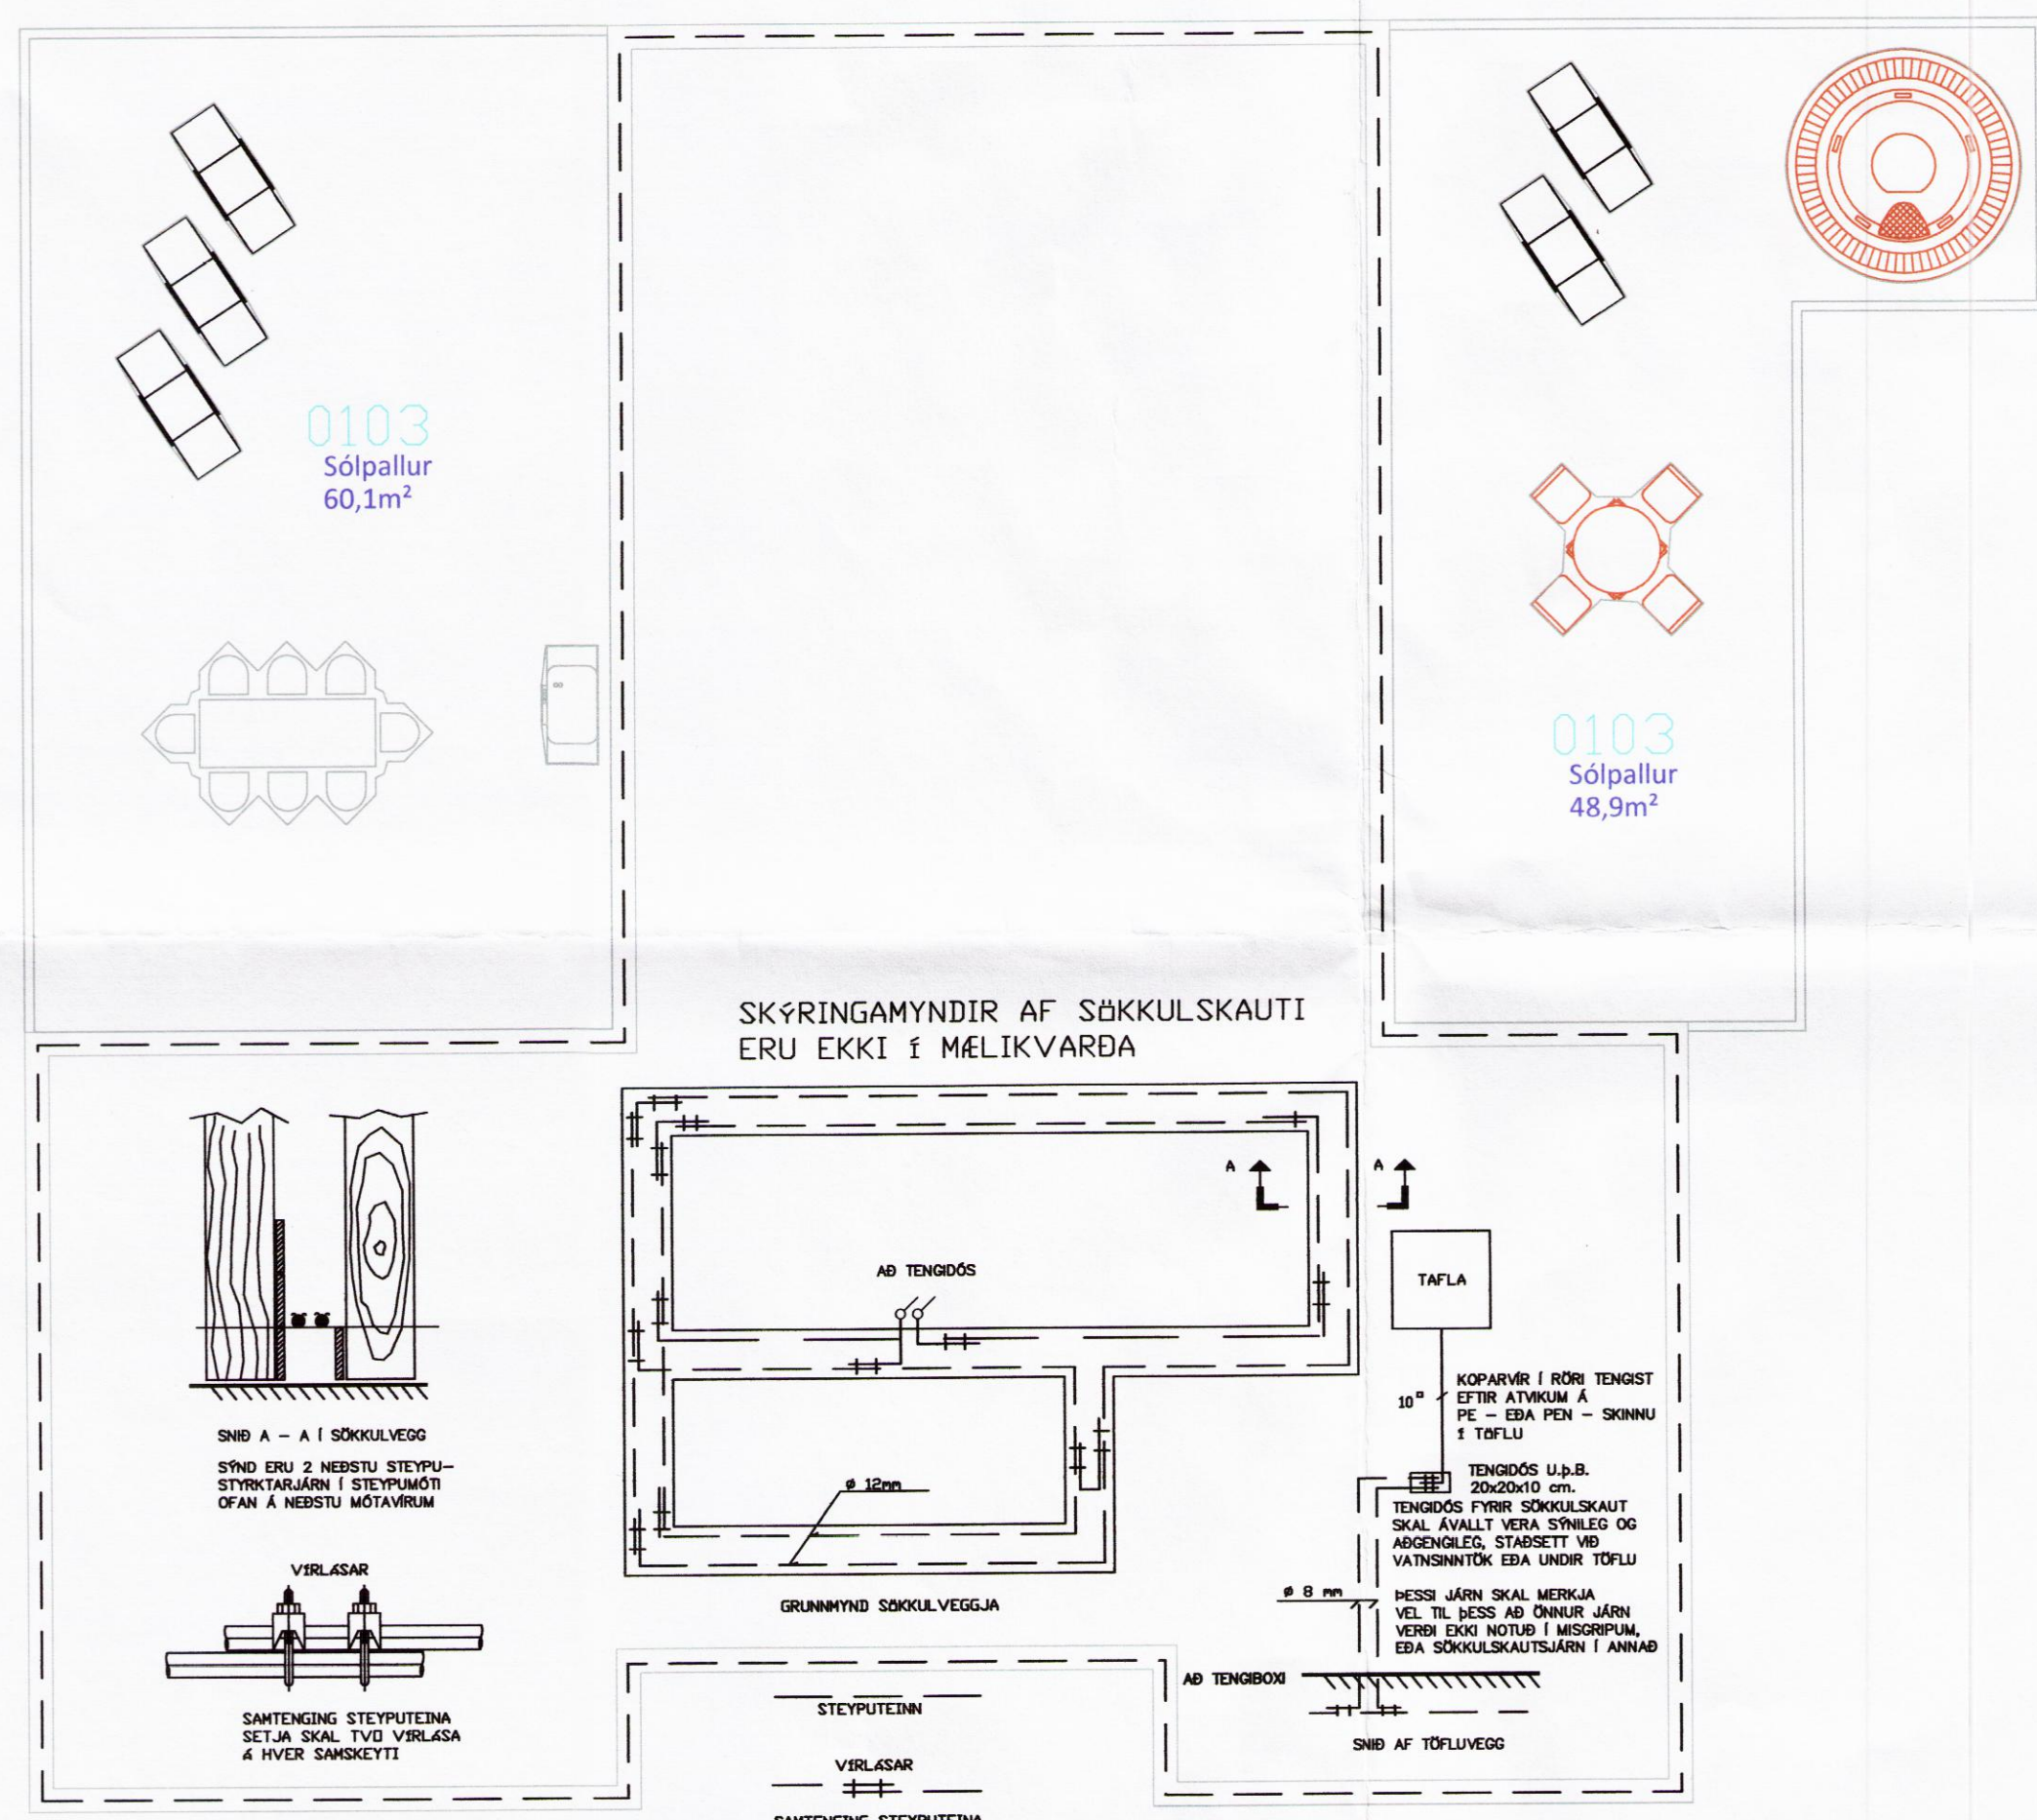 0103
Sólpallur
60,1m²
0103
Sólpallur
48,9m²
SKÝRINGAMYNDIR AF SÖKKULSKAUTI
ERU EKKI Í MÆLIKVARÐA
A
A
AÐ TENGIDÓS
TAFLA
KOPARVÍR Í RÖRI TENGIST
EFTIR ATVIKUM Á
PE – EÐA PEN – SKINNU
Í TÖFLU
10▫
SNIÐ A – A Í SÖKKULVEGG
SÝND ERU 2 NEÐSTU STEYPU–
STYRKTARJÁRN Í STEYPUMÓTI
OFAN Á NEÐSTU MÓTAVÍRUM
ø 12mm
TENGIDÓS U.Þ.B.
20x20x10 cm.
TENGIDÓS FYRIR SÖKKULSKAUT
SKAL ÁVALLT VERA SÝNILEG OG
AÐGENGILEG, STAÐSETT VIÐ
VATNSINNTÖK EÐA UNDIR TÖFLU
VÍRLÁSAR
GRUNNMYND SÖKKULVEGGJA
ø 8 mm
ÞESSI JÁRN SKAL MERKJA
VEL TIL ÞESS AÐ ÖNNUR JÁRN
VERÐI EKKI NOTUÐ Í MISGRIPUM,
EÐA SÖKKULSKAUTSJÁRN Í ANNAÐ
AÐ TENGIBOXI
SAMTENGING STEYPUTEINA
SETJA SKAL TVO VÍRLÁSA
Á HVER SAMSKEYTI
STEYPUTEINN
SNIÐ AF TÖFLUVEGG
VÍRLÁSAR
SAMTENGING STEYPUTEINA